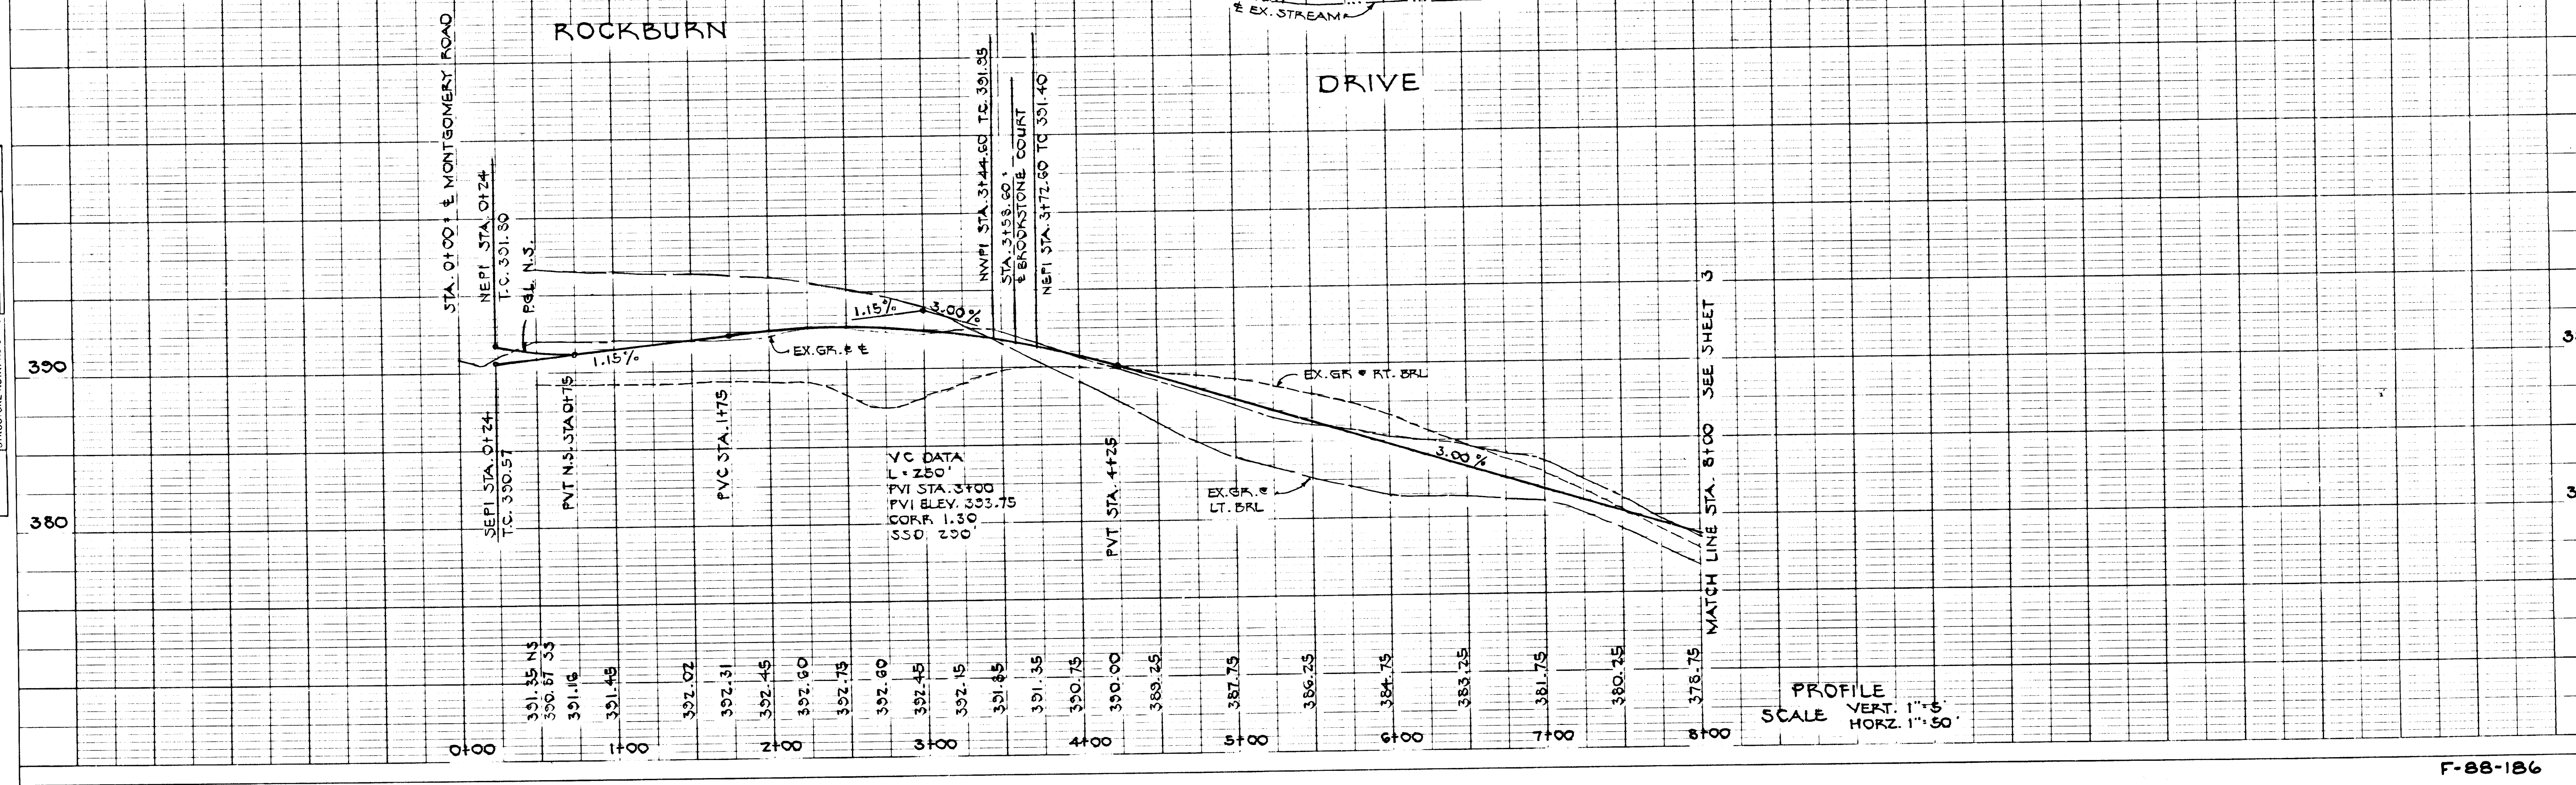 ROCKBURN
℄ EX. STREAM
DRIVE
STA. 0+00 = ℄ MONTGOMERY ROAD
NEPI STA. 0+24
T.C. 391.80
P.G.L. N.S.
NWPI STA. 3+44.60 T.C. 391.95
STA. 3+58.60 =
℄ BROOKSTONE COURT
NEPI STA. 3+72.60 TC 391.40
1.15%
3.00%
390
1.15%
EX. GR. @ ℄
EX. GR @ RT. BRL
SEPI STA. 0+24
T.C. 390.57
PVT N.S. STA 0+75
PVC STA. 1+75
VC DATA
L = 250'
PVI STA. 3+00
PVI ELEV. 393.75
CORR 1.30
SSD 290'
PVT STA. 4+25
EX. GR. @
LT. BRL
3.00%
MATCH LINE STA. 8+00 SEE SHEET 3
380
391.35 NS
390.87 SS
391.16
391.45
392.02
392.31
392.45
392.60
392.75
392.60
392.45
392.15
391.85
391.35
390.75
390.00
389.25
387.75
386.25
384.75
383.25
381.75
380.25
378.75
PROFILE
SCALE VERT. 1"=5'
HORZ. 1"=50'
0+00 1+00 2+00 3+00 4+00 5+00 6+00 7+00 8+00
F-88-186